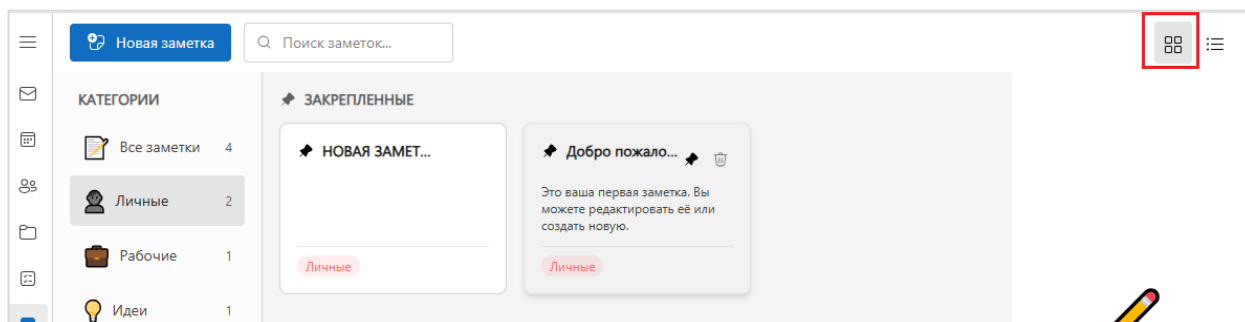 Новая заметка
Поиск заметок...
КАТЕГОРИИ
Все заметки 4
Личные 2
Рабочие 1
Идеи 1
ЗАКРЕПЛЕННЫЕ
НОВАЯ ЗАМЕТ...
Личные
Добро пожало...
Это ваша первая заметка. Вы
можете редактировать её или
создать новую.
Личные